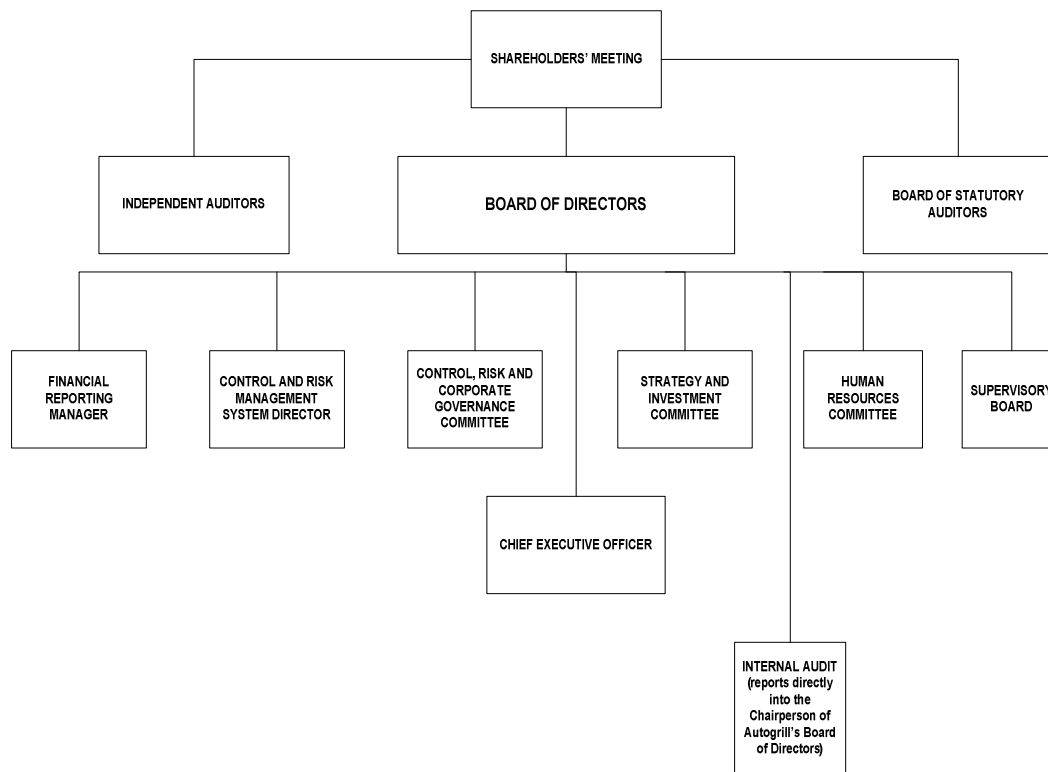 SHAREHOLDERS’ MEETING
INDEPENDENT AUDITORS
BOARD OF DIRECTORS
BOARD OF STATUTORY
AUDITORS
FINANCIAL
REPORTING
MANAGER
CONTROL AND RISK
MANAGEMENT
SYSTEM DIRECTOR
CONTROL, RISK AND
CORPORATE
GOVERNANCE
COMMITTEE
STRATEGY AND
INVESTMENT
COMMITTEE
HUMAN
RESOURCES
COMMITTEE
SUPERVISORY
BOARD
CHIEF EXECUTIVE OFFICER
INTERNAL AUDIT
(reports directly
into the
Chairperson of
Autogrill’s Board
of Directors)